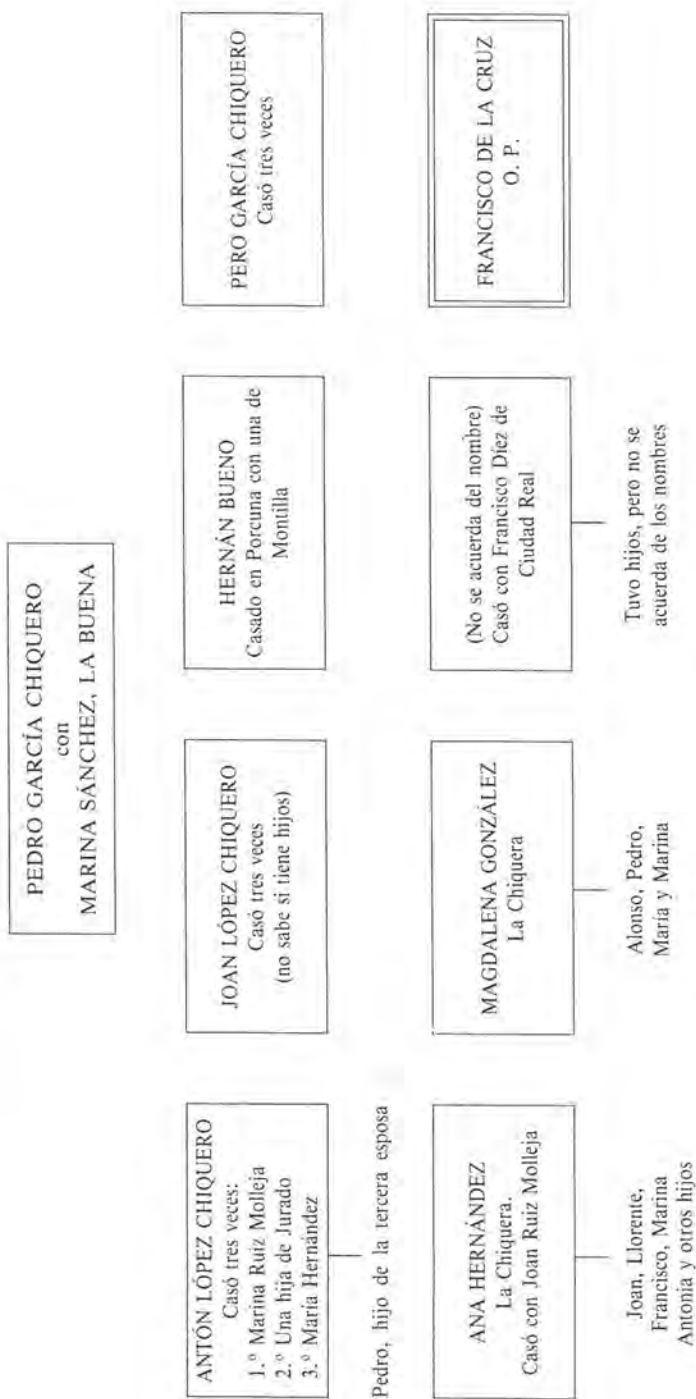 PEDRO GARCÍA CHIQUERO
con
MARINA SÁNCHEZ, LA BUENA
ANTÓN LÓPEZ CHIQUERO
Casó tres veces:
1.º Marina Ruiz Molleja
2.º Una hija de Jurado
3.º María Hernández
Pedro, hijo de la tercera esposa
JOAN LÓPEZ CHIQUERO
Casó tres veces
(no sabe si tiene hijos)
HERNÁN BUENO
Casado en Porcuna con una de
Montilla
PERO GARCÍA CHIQUERO
Casó tres veces
ANA HERNÁNDEZ
La Chiquera.
Casó con Joan Ruiz Molleja
Joan, Llorente,
Francisco, Marina
Antonia y otros hijos
MAGDALENA GONZÁLEZ
La Chiquera
Alonso, Pedro,
María y Marina
(No se acuerda del nombre)
Casó con Francisco Díez de
Ciudad Real
Tuvo hijos, pero no se
acuerda de los nombres
FRANCISCO DE LA CRUZ
O. P.